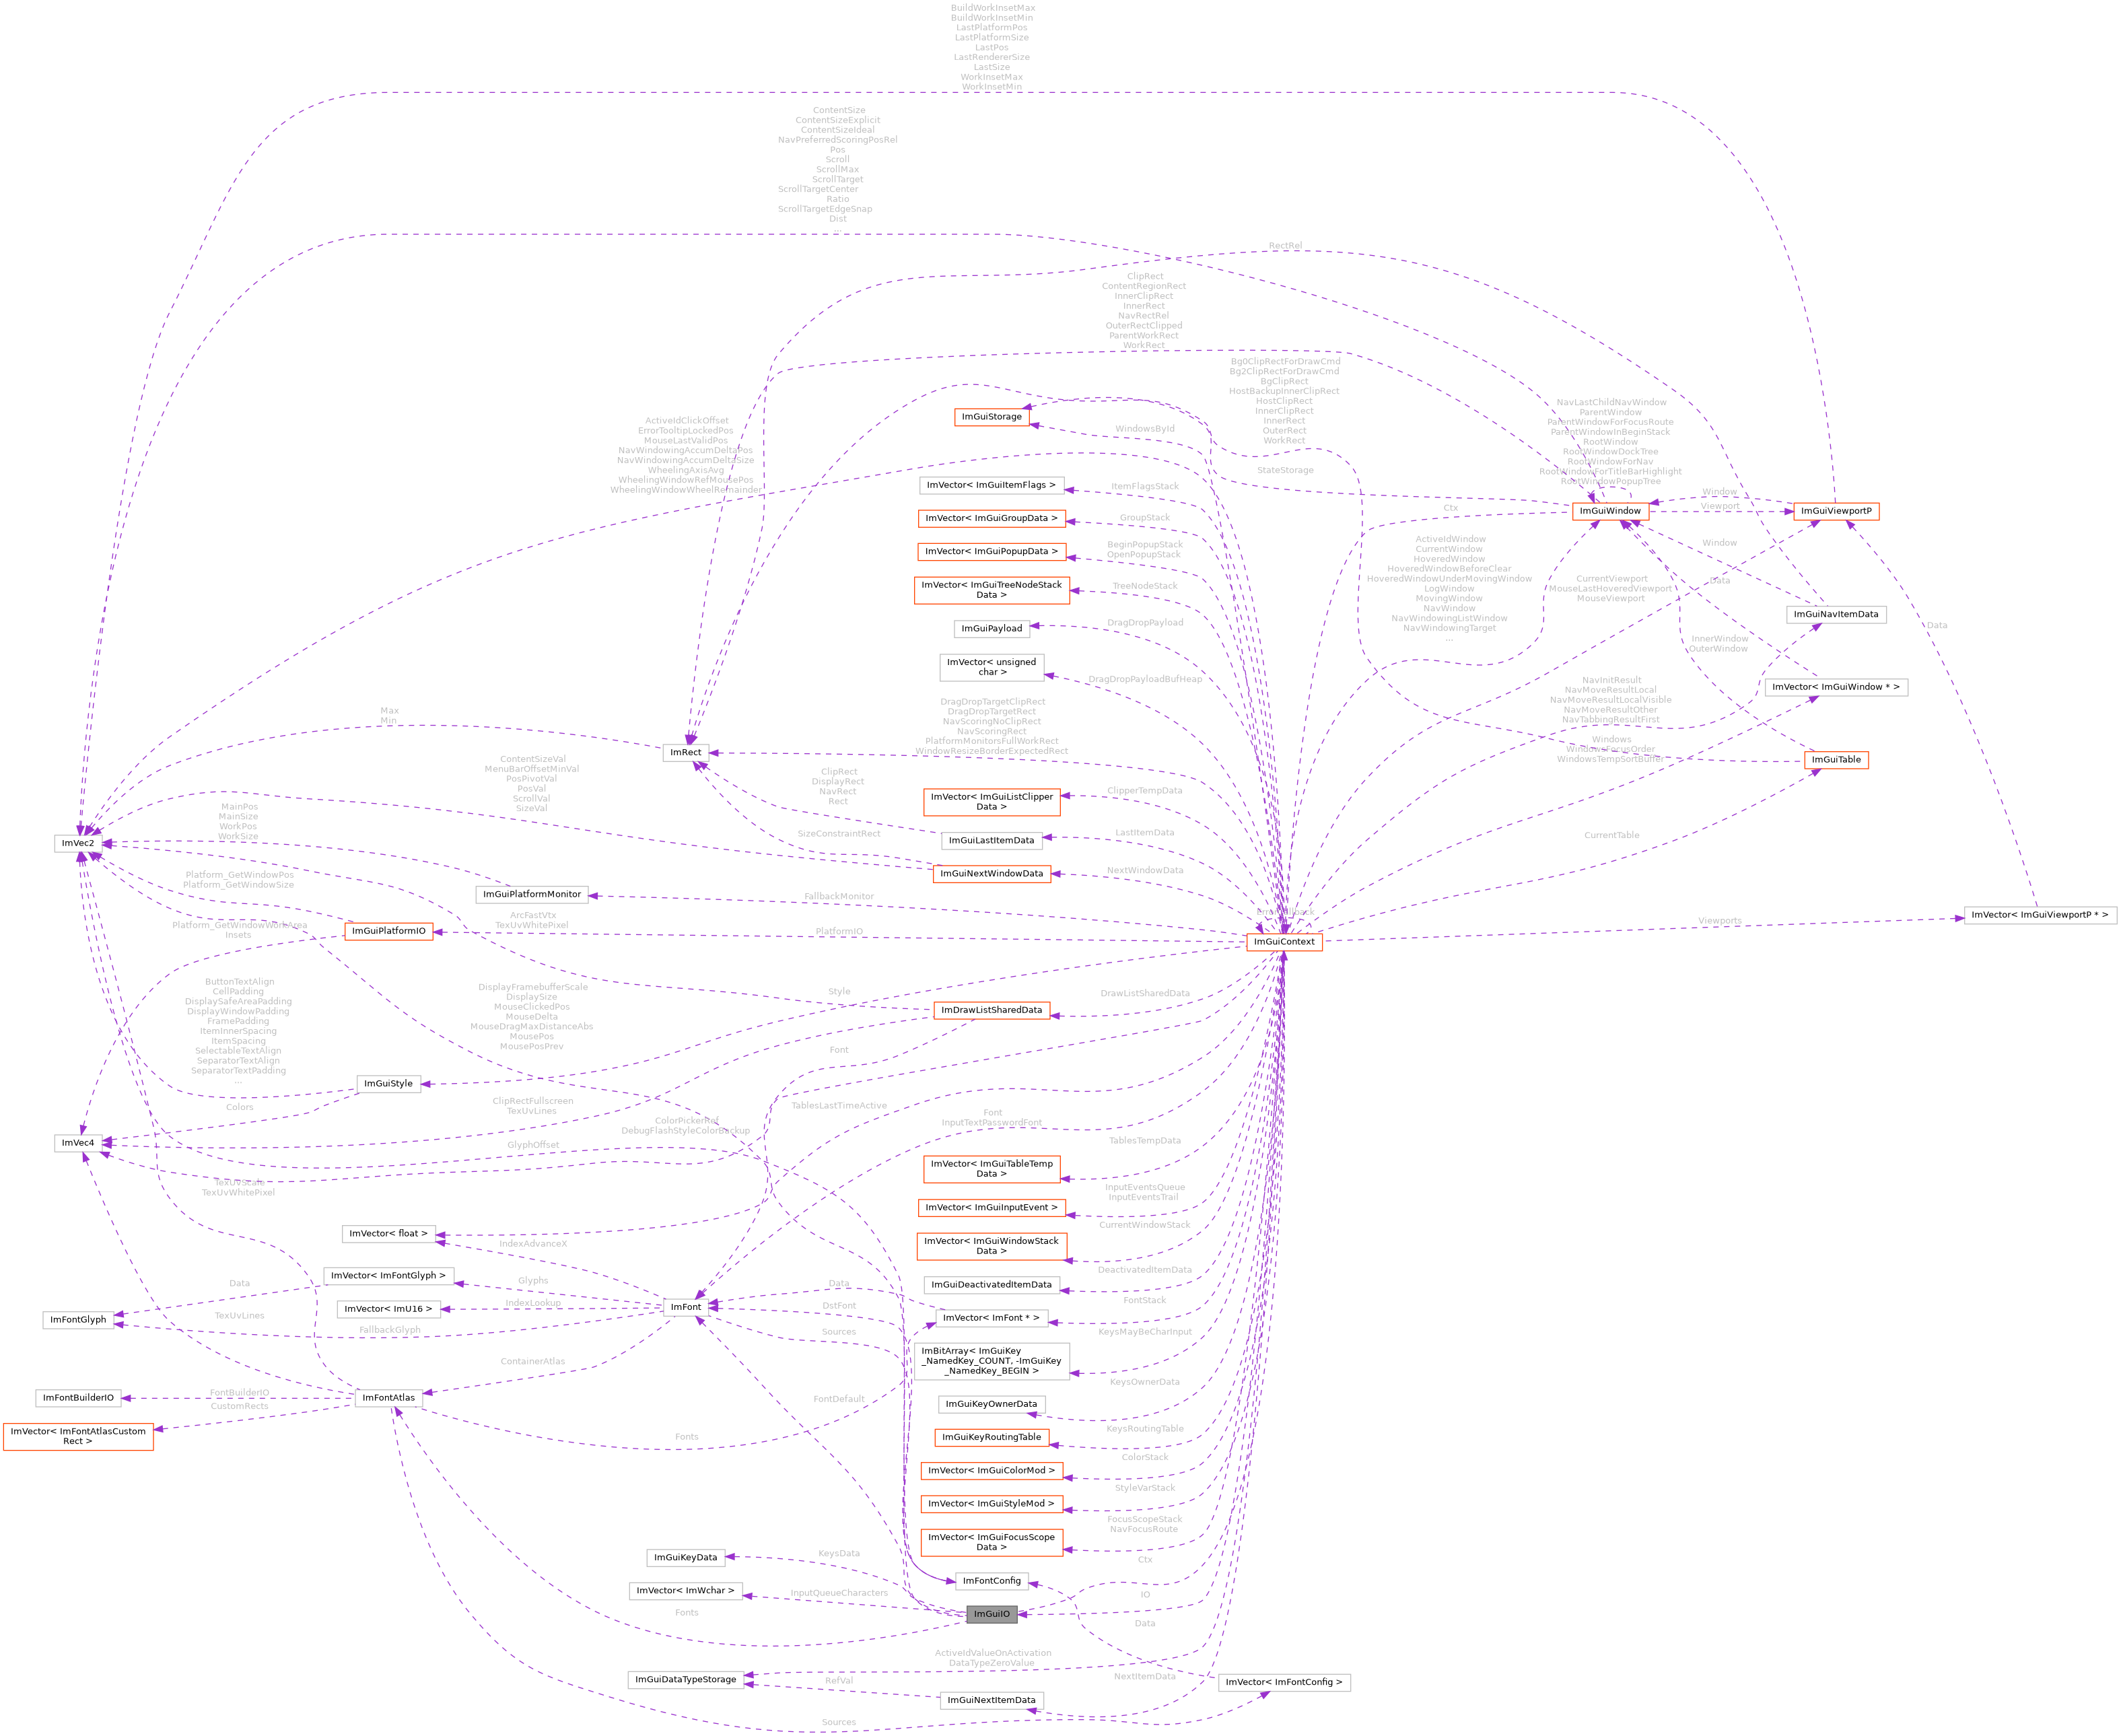 BuildWorkInsetMax
BuildWorkInsetMin
LastPlatformPos
LastPlatformSize
LastPos
LastRendererSize
LastSize
WorkInsetMax
WorkInsetMin
ContentSize
ContentSizeExplicit
ContentSizeIdeal
NavPreferredScoringPosRel
Pos
Scroll
ScrollMax
ScrollTarget
ScrollTargetCenter
Ratio
ScrollTargetEdgeSnap
Dist
...
RectRel
ClipRect
ContentRegionRect
InnerClipRect
InnerRect
NavRectRel
OuterRectClipped
ParentWorkRect
WorkRect
Bg0ClipRectForDrawCmd
Bg2ClipRectForDrawCmd
BgClipRect
HostBackupInnerClipRect
HostClipRect
InnerClipRect
InnerRect
OuterRect
WorkRect
NavLastChildNavWindow
ParentWindow
ParentWindowForFocusRoute
ParentWindowInBeginStack
RootWindow
RootWindowDockTree
RootWindowForNav
RootWindowForTitleBarHighlight
RootWindowPopupTree
ActiveIdClickOffset
ErrorTooltipLockedPos
MouseLastValidPos
NavWindowingAccumDeltaPos
NavWindowingAccumDeltaSize
WheelingAxisAvg
WheelingWindowRefMousePos
WheelingWindowWheelRemainder
ImGuiStorage
WindowsById
StateStorage
ImVector< ImGuiItemFlags >
ItemFlagsStack
ImVector< ImGuiGroupData >
GroupStack
ImVector< ImGuiPopupData >
BeginPopupStack
OpenPopupStack
ImVector< ImGuiTreeNodeStack
Data >
TreeNodeStack
ImGuiPayload
DragDropPayload
ImVector< unsigned
char >
DragDropPayloadBufHeap
Ctx
ImGuiWindow
Window
Viewport
ImGuiViewportP
Window
ActiveIdWindow
CurrentWindow
HoveredWindow
HoveredWindowBeforeClear
HoveredWindowUnderMovingWindow
LogWindow
MovingWindow
NavWindow
NavWindowingListWindow
NavWindowingTarget
...
CurrentViewport
MouseLastHoveredViewport
MouseViewport
Data
ImGuiNavItemData
Data
InnerWindow
OuterWindow
NavInitResult
NavMoveResultLocal
NavMoveResultLocalVisible
NavMoveResultOther
NavTabbingResultFirst
ImVector< ImGuiWindow * >
Windows
WindowsFocusOrder
WindowsTempSortBuffer
ImGuiTable
CurrentTable
DragDropTargetClipRect
DragDropTargetRect
NavScoringNoClipRect
NavScoringRect
PlatformMonitorsFullWorkRect
WindowResizeBorderExpectedRect
Max
Min
ImRect
ContentSizeVal
MenuBarOffsetMinVal
PosPivotVal
PosVal
ScrollVal
SizeVal
ClipRect
DisplayRect
NavRect
Rect
ImVector< ImGuiListClipper
Data >
ClipperTempData
MainPos
MainSize
WorkPos
WorkSize
ImVec2
SizeConstraintRect
ImGuiLastItemData
LastItemData
ImGuiNextWindowData
NextWindowData
Platform_GetWindowPos
Platform_GetWindowSize
ImGuiPlatformMonitor
FallbackMonitor
ErrorFallback
ImVector< ImGuiViewportP * >
Viewports
ArcFastVtx
TexUvWhitePixel
Platform_GetWindowWorkArea
Insets
ImGuiPlatformIO
PlatformIO
ImGuiContext
ButtonTextAlign
CellPadding
DisplaySafeAreaPadding
DisplayWindowPadding
FramePadding
ItemInnerSpacing
ItemSpacing
SelectableTextAlign
SeparatorTextAlign
SeparatorTextPadding
...
DisplayFramebufferScale
DisplaySize
MouseClickedPos
MouseDelta
MouseDragMaxDistanceAbs
MousePos
MousePosPrev
Style
ImDrawListSharedData
DrawListSharedData
Font
ImGuiStyle
Colors
ClipRectFullscreen
TexUvLines
TablesLastTimeActive
Font
InputTextPasswordFont
ColorPickerRef
DebugFlashStyleColorBackup
ImVec4
GlyphOffset
TablesTempData
ImVector< ImGuiTableTemp
Data >
TexUvScale
TexUvWhitePixel
InputEventsQueue
InputEventsTrail
ImVector< ImGuiInputEvent >
CurrentWindowStack
ImVector< ImGuiWindowStack
Data >
ImVector< float >
IndexAdvanceX
ImVector< ImFontGlyph >
Glyphs
Data
ImGuiDeactivatedItemData
DeactivatedItemData
ImVector< ImU16 >
IndexLookup
ImFont
Data
DstFont
FontStack
ImVector< ImFont * >
ImFontGlyph
TexUvLines
FallbackGlyph
Sources
KeysMayBeCharInput
ImBitArray< ImGuiKey
_NamedKey_COUNT, -ImGuiKey
_NamedKey_BEGIN >
ContainerAtlas
KeysOwnerData
ImGuiKeyOwnerData
ImFontBuilderIO
FontBuilderIO
CustomRects
ImFontAtlas
FontDefault
ImVector< ImFontAtlasCustom
Rect >
Fonts
ImGuiKeyRoutingTable
KeysRoutingTable
ImVector< ImGuiColorMod >
ColorStack
ImVector< ImGuiStyleMod >
StyleVarStack
ImVector< ImGuiFocusScope
Data >
FocusScopeStack
NavFocusRoute
ImGuiKeyData
KeysData
Ctx
ImFontConfig
ImVector< ImWchar >
InputQueueCharacters
IO
ImGuiIO
Fonts
Data
ActiveIdValueOnActivation
DataTypeZeroValue
ImGuiDataTypeStorage
RefVal
NextItemData
ImVector< ImFontConfig >
ImGuiNextItemData
Sources